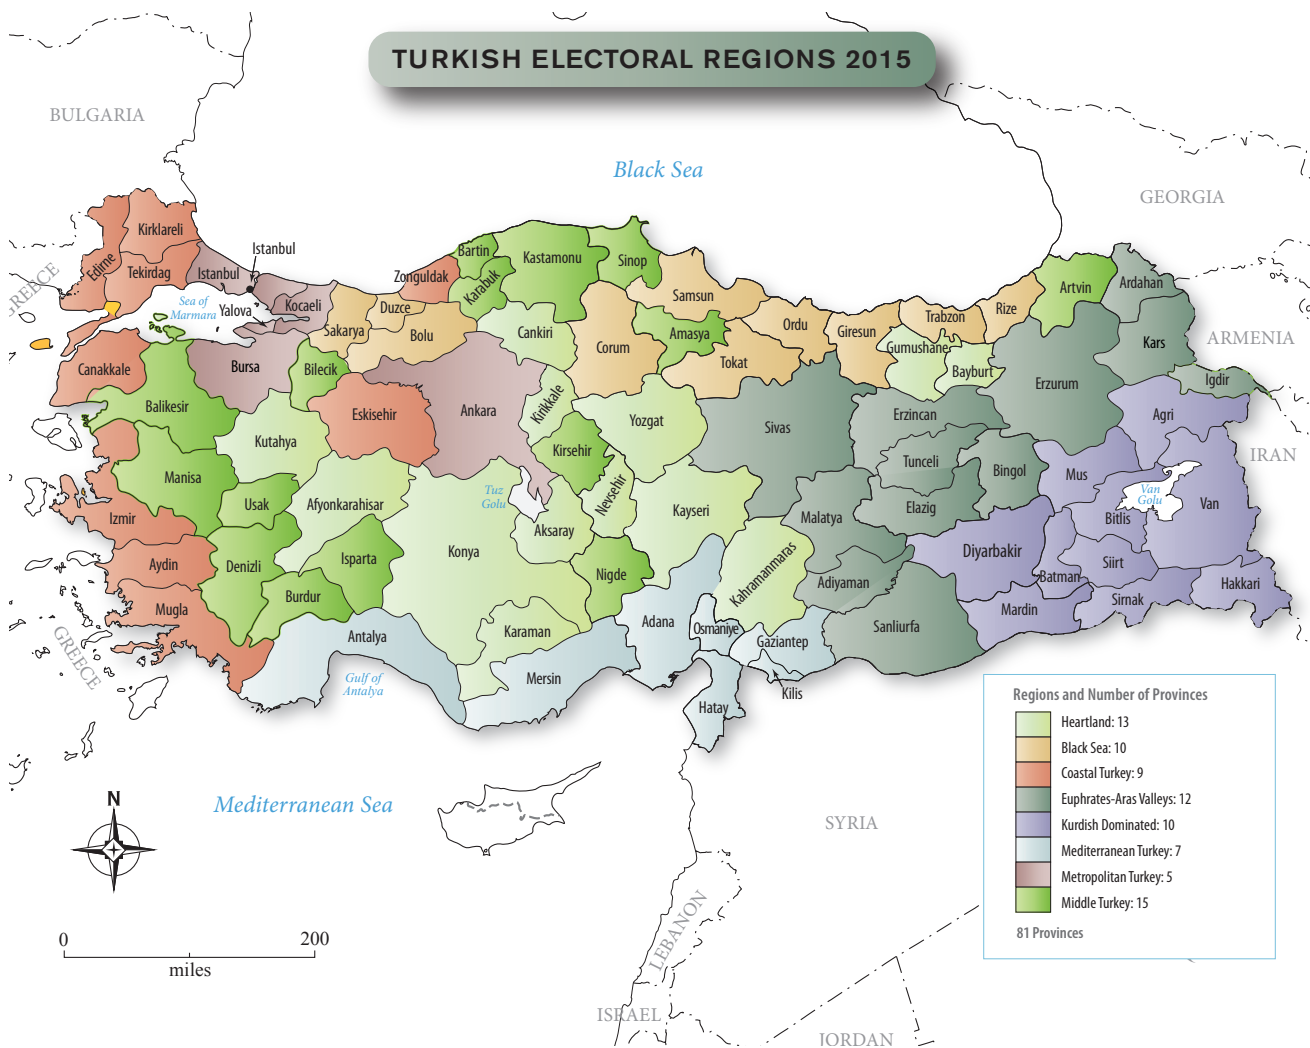 TURKISH ELECTORAL REGIONS 2015
BULGARIA
Black Sea
GEORGIA
GREECE
Kirklareli
Edirne
Tekirdag
Istanbul
Istanbul
Sea of
Marmara
Yalova
Kocaeli
Zonguldak
Bartin
Karabuk
Kastamonu
Sinop
Samsun
Artvin
Ardahan
Sakarya
Duzce
Bolu
Cankiri
Corum
Amasya
Tokat
Ordu
Giresun
Trabzon
Rize
Gumushane
Bayburt
Erzurum
Kars
ARMENIA
Igdir
Canakkale
Bursa
Bilecik
Eskisehir
Ankara
Kirikkale
Yozgat
Sivas
Erzincan
Agri
Balikesir
Kutahya
Kirsehir
Tunceli
Bingol
Mus
IRAN
Manisa
Usak
Afyonkarahisar
Tuz
Golu
Nevsehir
Kayseri
Malatya
Elazig
Van
Golu
Van
Bitlis
Izmir
Aksaray
Konya
Isparta
Aydin
Denizli
Burdur
Nigde
Kahramanmaras
Adiyaman
Diyarbakir
Batman
Siirt
Hakkari
Sirnak
Mardin
Mugla
Antalya
Karaman
Adana
Osmaniye
Gaziantep
Sanliurfa
GREECE
Gulf of
Antalya
Mersin
Hatay
Kilis
Regions and Number of Provinces
Heartland: 13
Black Sea: 10
Coastal Turkey: 9
Euphrates-Aras Valleys: 12
Kurdish Dominated: 10
Mediterranean Turkey: 7
Metropolitan Turkey: 5
Middle Turkey: 15
81 Provinces
N
Mediterranean Sea
SYRIA
LEBANON
0
200
miles
ISRAEL
JORDAN